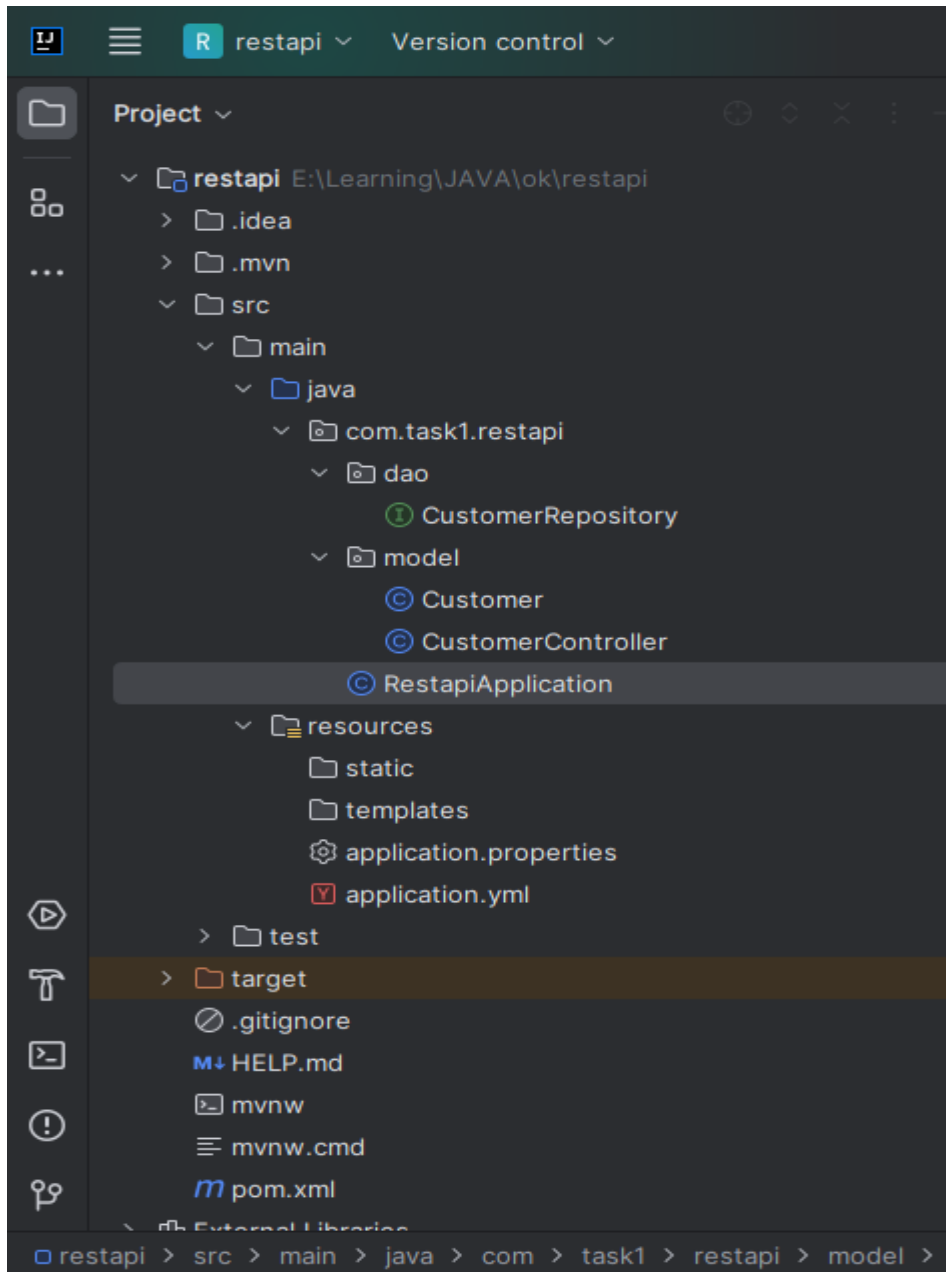 IJ
R restapi Version control
Project
restapi E:\Learning\JAVA\ok\restapi
.idea
.mvn
src
main
java
com.task1.restapi
dao
I CustomerRepository
model
C Customer
C CustomerController
C RestapiApplication
resources
static
templates
application.properties
Y application.yml
test
target
.gitignore
M↓ HELP.md
mvnw
mvnw.cmd
m pom.xml
External Libraries
restapi > src > main > java > com > task1 > restapi > model >